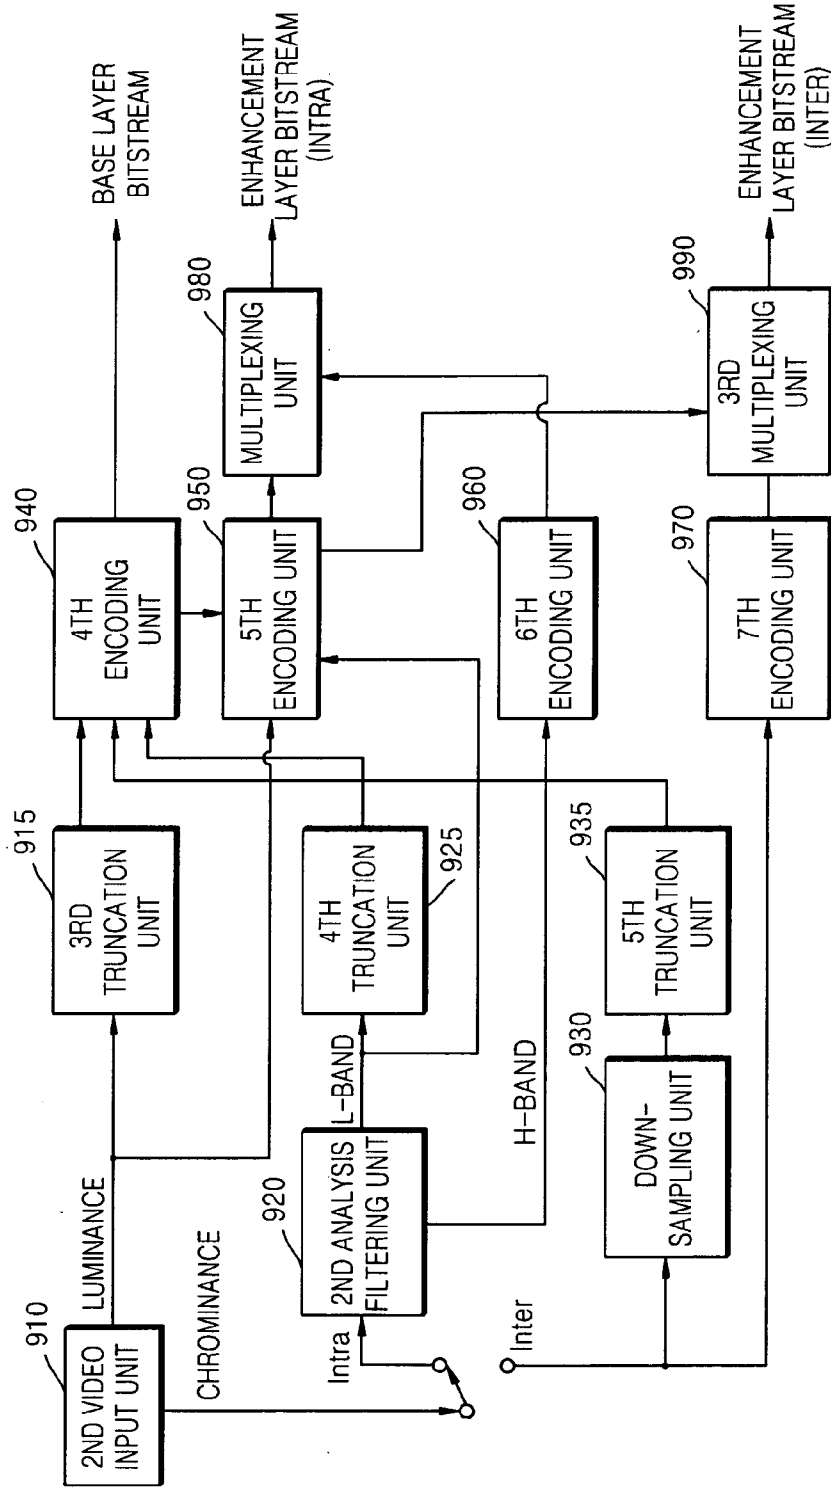 910
2ND VIDEO
INPUT UNIT
LUMINANCE
CHROMINANCE
915
3RD
TRUNCATION
UNIT
940
4TH
ENCODING
UNIT
BASE LAYER
BITSTREAM
950
5TH
ENCODING UNIT
980
MULTIPLEXING
UNIT
ENHANCEMENT
LAYER BITSTREAM
(INTRA)
Intra
920
2ND ANALYSIS
FILTERING UNIT
L-BAND
4TH
TRUNCATION
UNIT
925
H-BAND
960
6TH
ENCODING UNIT
Inter
930
DOWN-
SAMPLING UNIT
935
5TH
TRUNCATION
UNIT
970
7TH
ENCODING UNIT
990
3RD
MULTIPLEXING
UNIT
ENHANCEMENT
LAYER BITSTREAM
(INTER)